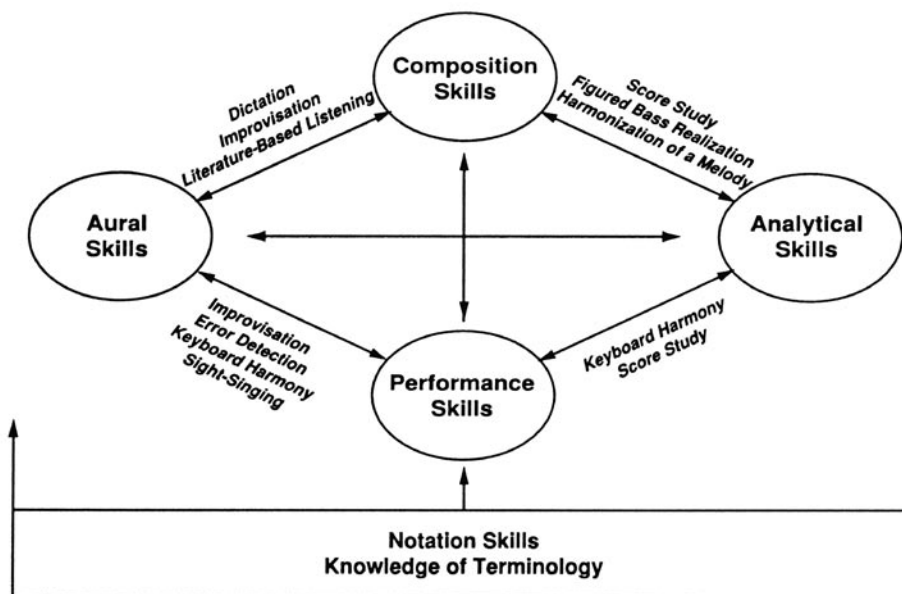 Composition
Skills
Dictation
Improvisation
Literature-Based Listening
Score Study
Figured Bass Realization
Harmonization of a Melody
Aural
Skills
Analytical
Skills
Improvisation
Error Detection
Keyboard Harmony
Sight-Singing
Keyboard Harmony
Score Study
Performance
Skills
Notation Skills
Knowledge of Terminology